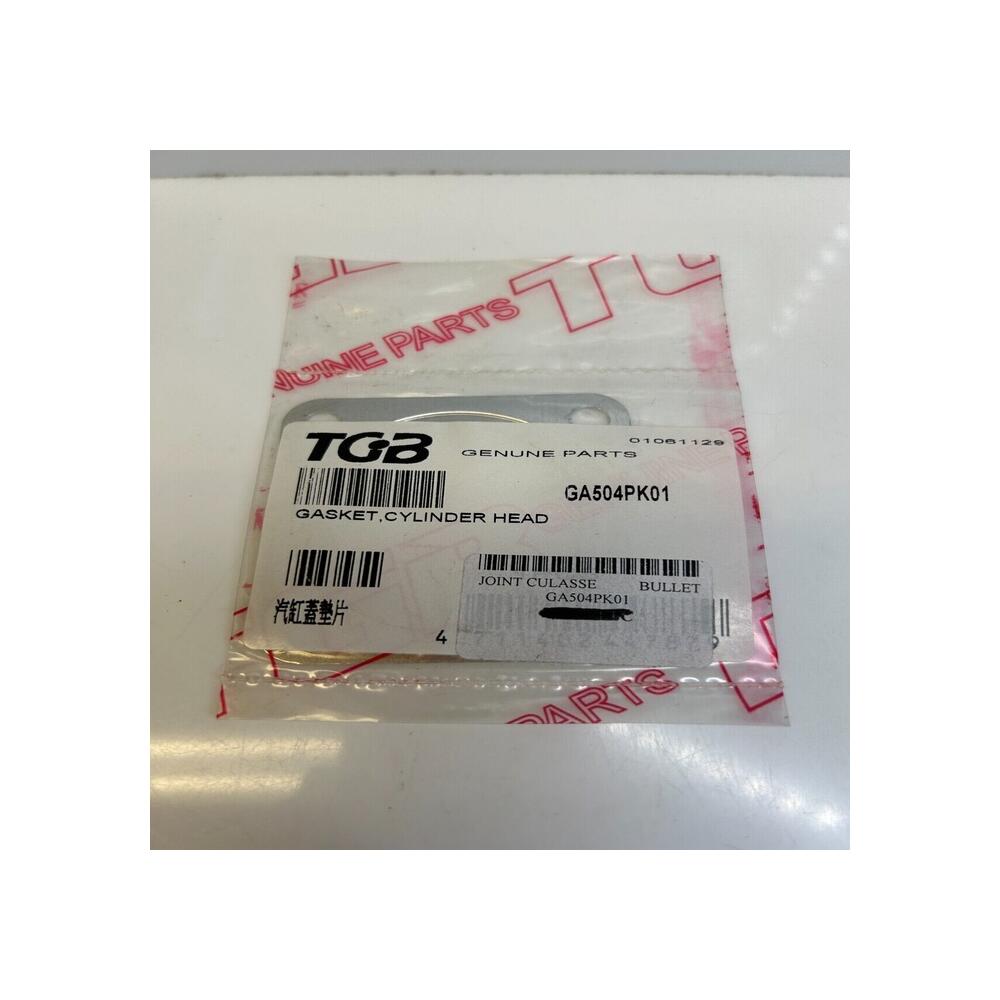 GENUINE PARTS
TGB
01061129
GENUNE PARTS
GA504PK01
GASKET,CYLINDER HEAD
JOINT CULASSE BULLET
GA504PK01
汽缸蓋墊片
4
PARTS